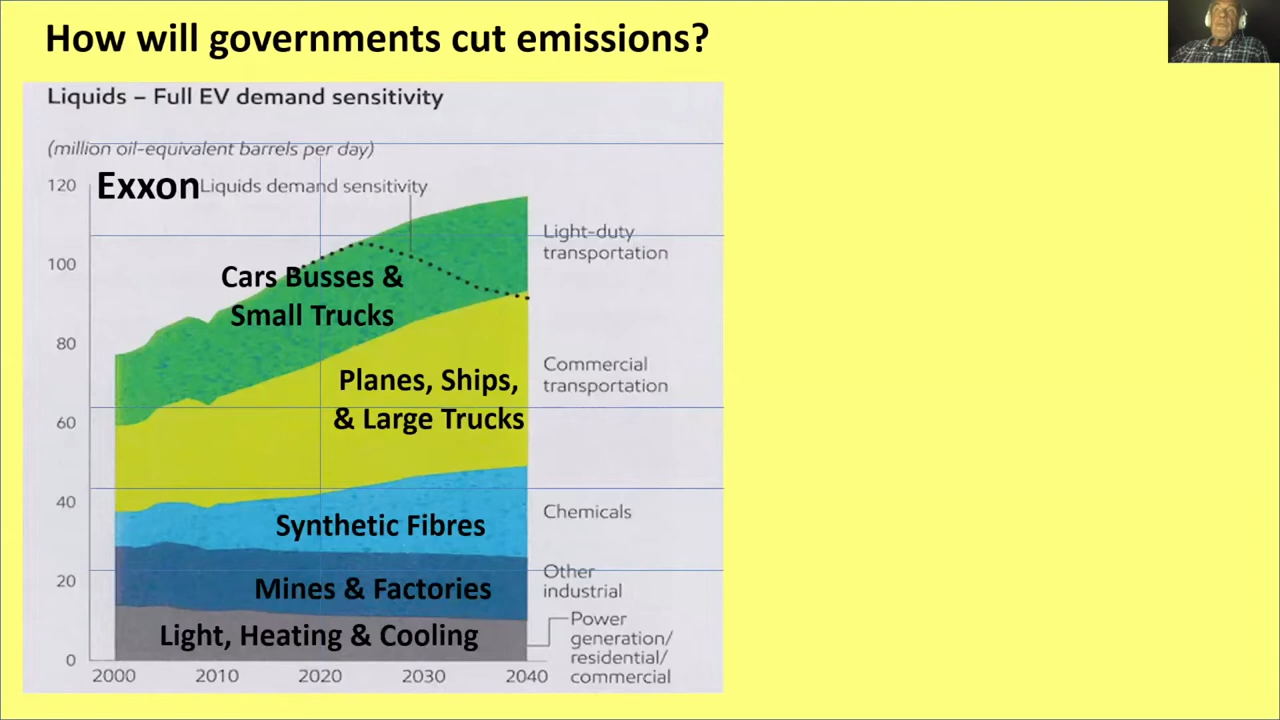 How will governments cut emissions?
Liquids – Full EV demand sensitivity
(million oil-equivalent barrels per day)
120
Exxon
Liquids demand sensitivity
Light-duty
transportation
100
Cars Busses &
Small Trucks
80
Commercial
transportation
Planes, Ships,
& Large Trucks
60
40
Chemicals
Synthetic Fibres
20
Other
industrial
Mines & Factories
Power
generation/
residential/
commercial
Light, Heating & Cooling
0
2000 2010 2020 2030 2040